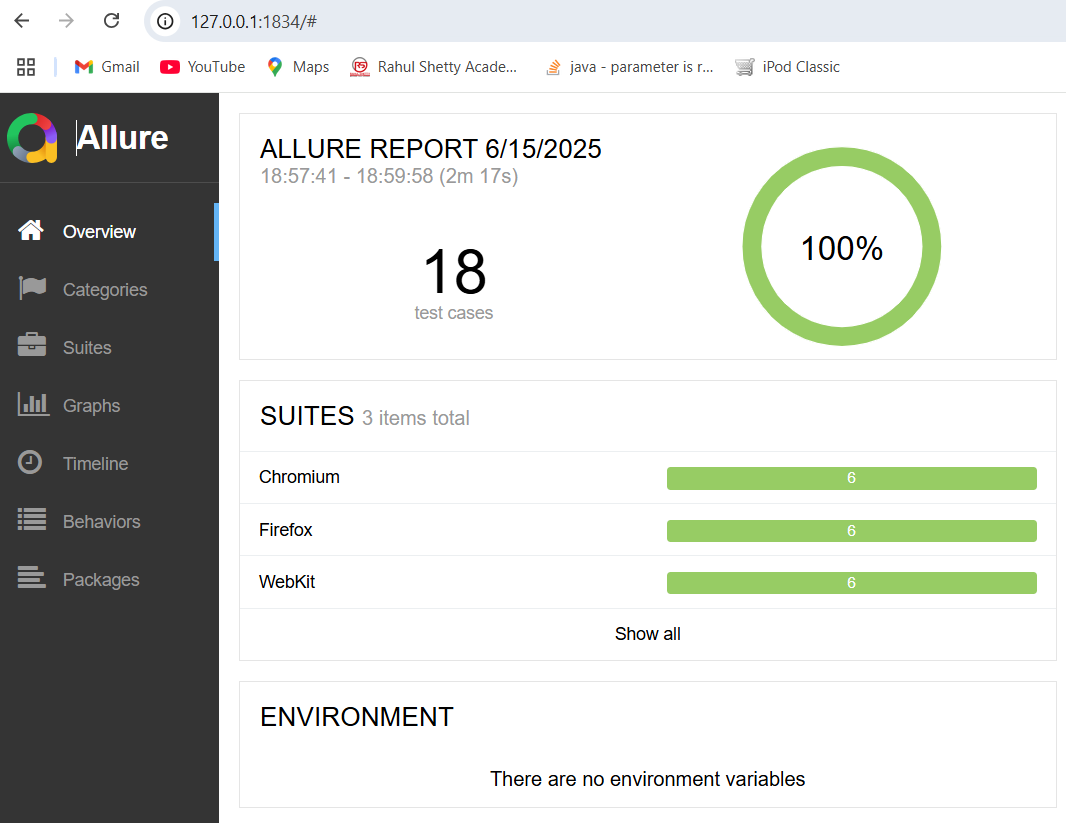 127.0.0.1:1834/#
Gmail YouTube Maps Rahul Shetty Acade... java - parameter is r... iPod Classic
Allure
Overview
Categories
Suites
Graphs
Timeline
Behaviors
Packages
ALLURE REPORT 6/15/2025
18:57:41 - 18:59:58 (2m 17s)
18
test cases
100%
SUITES 3 items total
Chromium 6
Firefox 6
WebKit 6
Show all
ENVIRONMENT
There are no environment variables